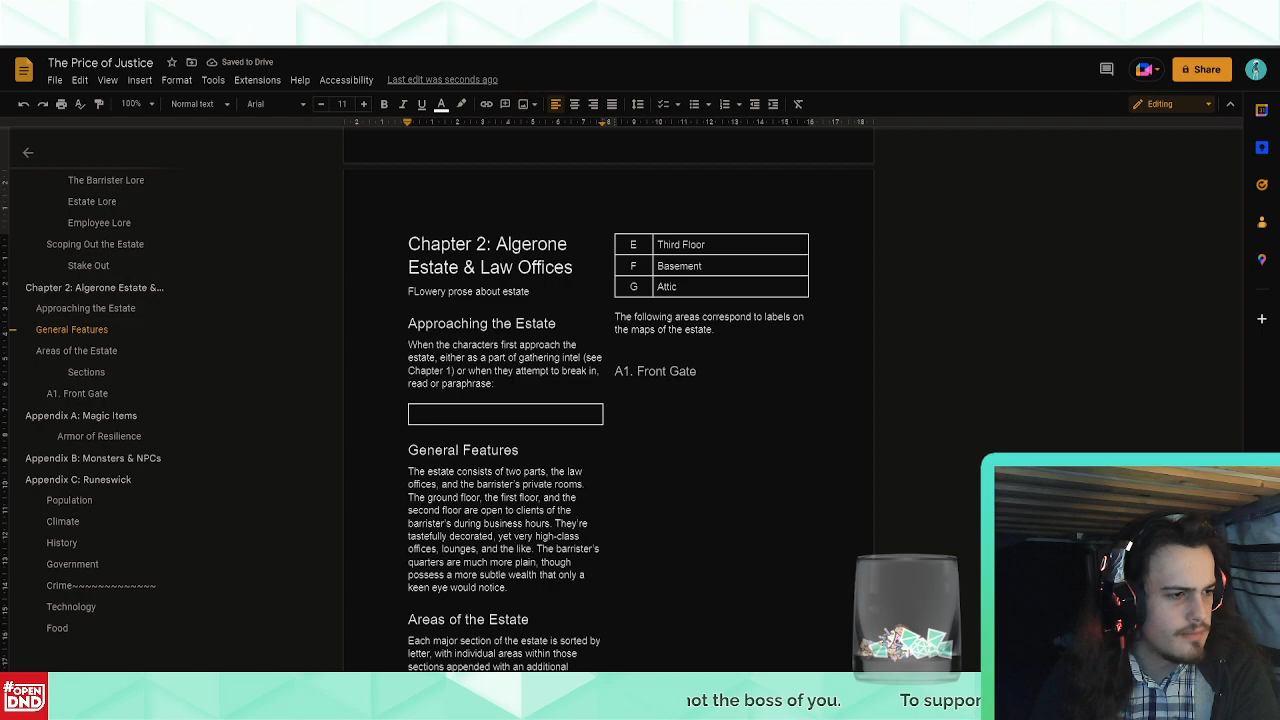 The Price of Justice
Saved to Drive
File Edit View Insert Format Tools Extensions Help Accessibility
Last edit was seconds ago
Share
100%
Normal text
Arial
11
Editing
The Barrister Lore
Estate Lore
Employee Lore
Scoping Out the Estate
Stake Out
Chapter 2: Algerone Estate &...
Approaching the Estate
General Features
Areas of the Estate
Sections
A1. Front Gate
Appendix A: Magic Items
Armor of Resilience
Appendix B: Monsters & NPCs
Appendix C: Runeswick
Population
Climate
History
Government
Crime~~~~~~~~~~~~~
Technology
Food
Chapter 2: Algerone
Estate & Law Offices
FLowery prose about estate
Approaching the Estate
When the characters first approach the
estate, either as a part of gathering intel (see
Chapter 1) or when they attempt to break in,
read or paraphrase:
General Features
The estate consists of two parts, the law
offices, and the barrister's private rooms.
The ground floor, the first floor, and the
second floor are open to clients of the
barrister's during business hours. They're
tastefully decorated, yet very high-class
offices, lounges, and the like. The barrister's
quarters are much more plain, though
possess a more subtle wealth that only a
keen eye would notice.
Areas of the Estate
Each major section of the estate is sorted by
letter, with individual areas within those
sections appended with an additional
E Third Floor
F Basement
G Attic
The following areas correspond to labels on
the maps of the estate.
A1. Front Gate
#OPEN
DND
not the boss of you.
To suppor